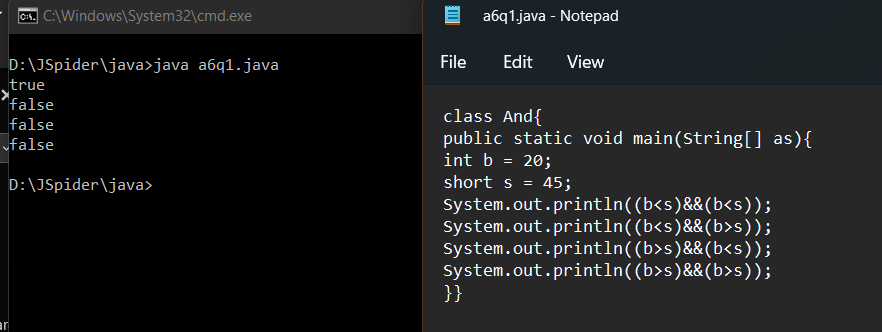 C:\Windows\System32\cmd.exe
D:\JSpider\java>java a6q1.java
true
false
false
false
D:\JSpider\java>
a6q1.java - Notepad
File Edit View
class And{
public static void main(String[] as){
int b = 20;
short s = 45;
System.out.println((b<s)&&(b<s));
System.out.println((b<s)&&(b>s));
System.out.println((b>s)&&(b<s));
System.out.println((b>s)&&(b>s));
}}